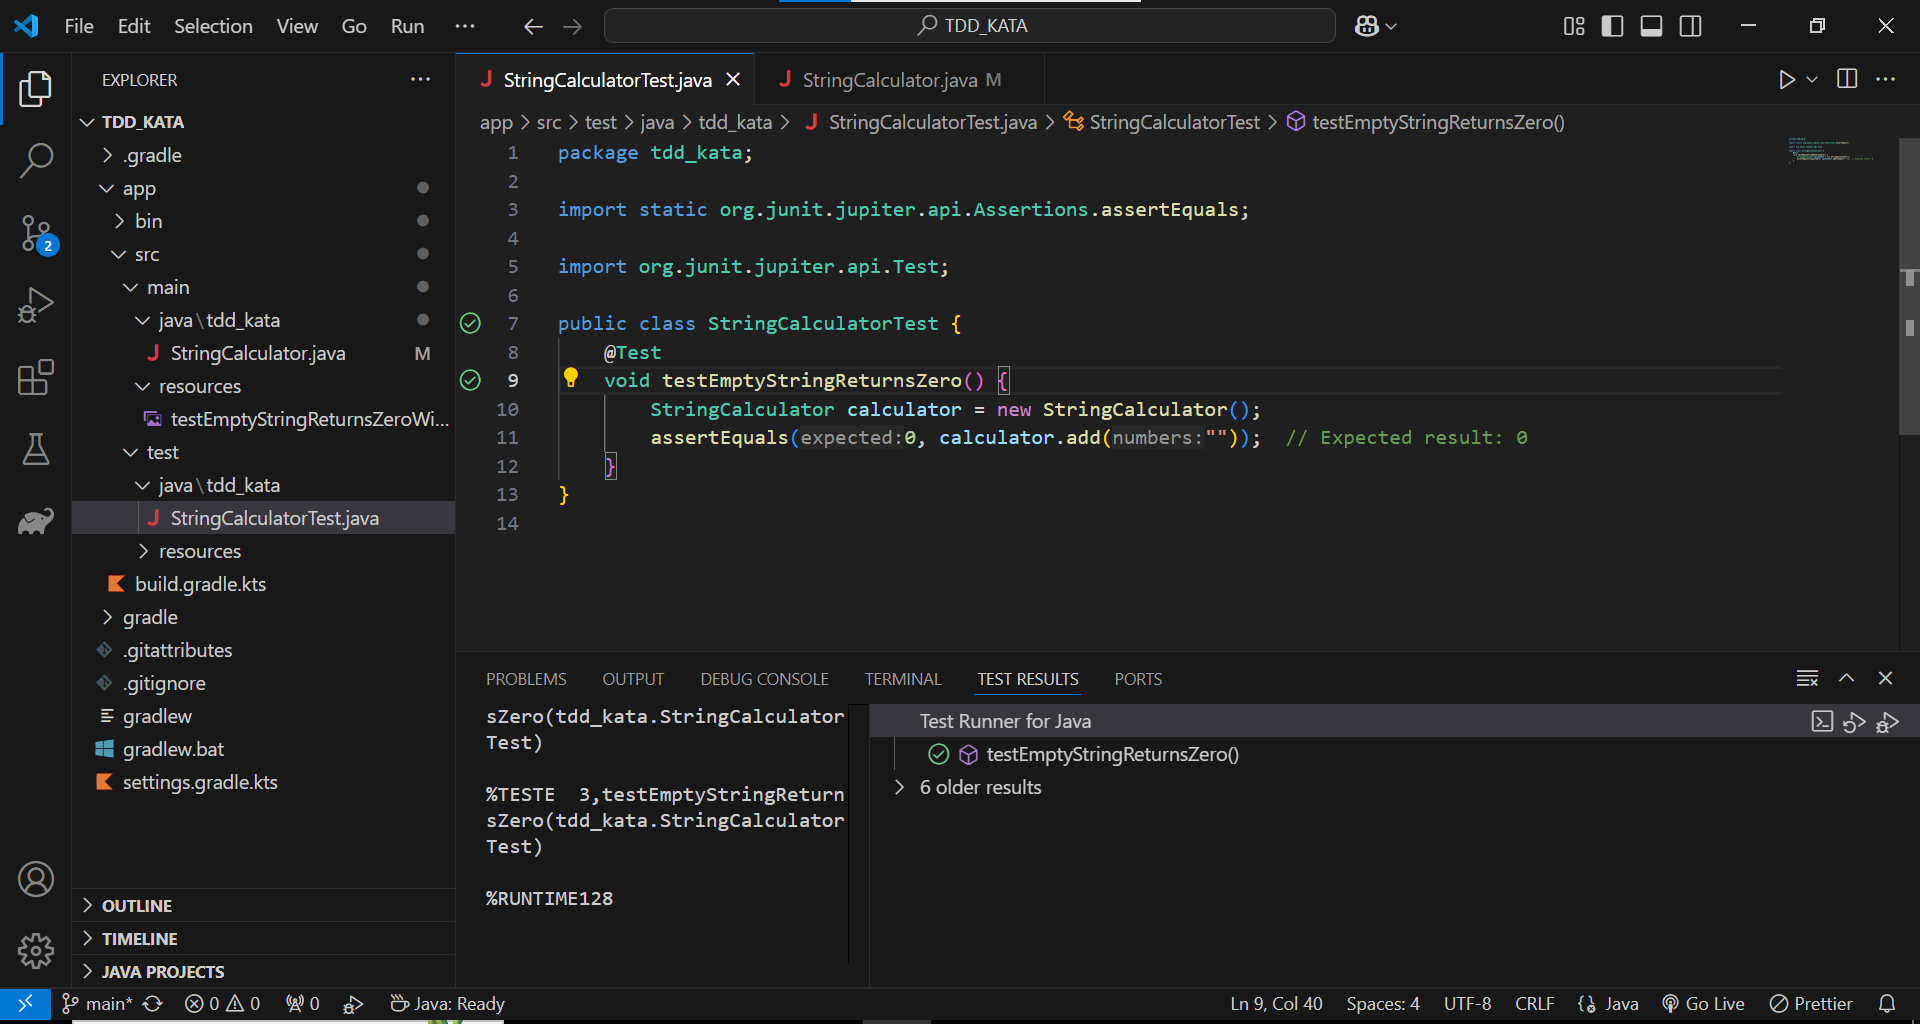 File Edit Selection View Go Run ··· TDD_KATA
EXPLORER ···
TDD_KATA
.gradle
app
bin
src
main
java\tdd_kata
StringCalculator.java M
resources
testEmptyStringReturnsZeroWi...
test
java\tdd_kata
StringCalculatorTest.java
resources
build.gradle.kts
gradle
.gitattributes
.gitignore
gradlew
gradlew.bat
settings.gradle.kts
OUTLINE
TIMELINE
JAVA PROJECTS
2
StringCalculatorTest.java StringCalculator.java M
app > src > test > java > tdd_kata > StringCalculatorTest.java > StringCalculatorTest > testEmptyStringReturnsZero()
1 package tdd_kata;
2
3 import static org.junit.jupiter.api.Assertions.assertEquals;
4
5 import org.junit.jupiter.api.Test;
6
7 public class StringCalculatorTest {
8 @Test
9 void testEmptyStringReturnsZero() {
10 StringCalculator calculator = new StringCalculator();
11 assertEquals(expected:0, calculator.add(numbers:"")); // Expected result: 0
12 }
13 }
14
PROBLEMS OUTPUT DEBUG CONSOLE TERMINAL TEST RESULTS PORTS
sZero(tdd_kata.StringCalculator
Test)
%TESTE 3,testEmptyStringReturn
sZero(tdd_kata.StringCalculator
Test)
%RUNTIME128
Test Runner for Java
testEmptyStringReturnsZero()
6 older results
main* 0 0 0 Java: Ready Ln 9, Col 40 Spaces: 4 UTF-8 CRLF Java Go Live Prettier